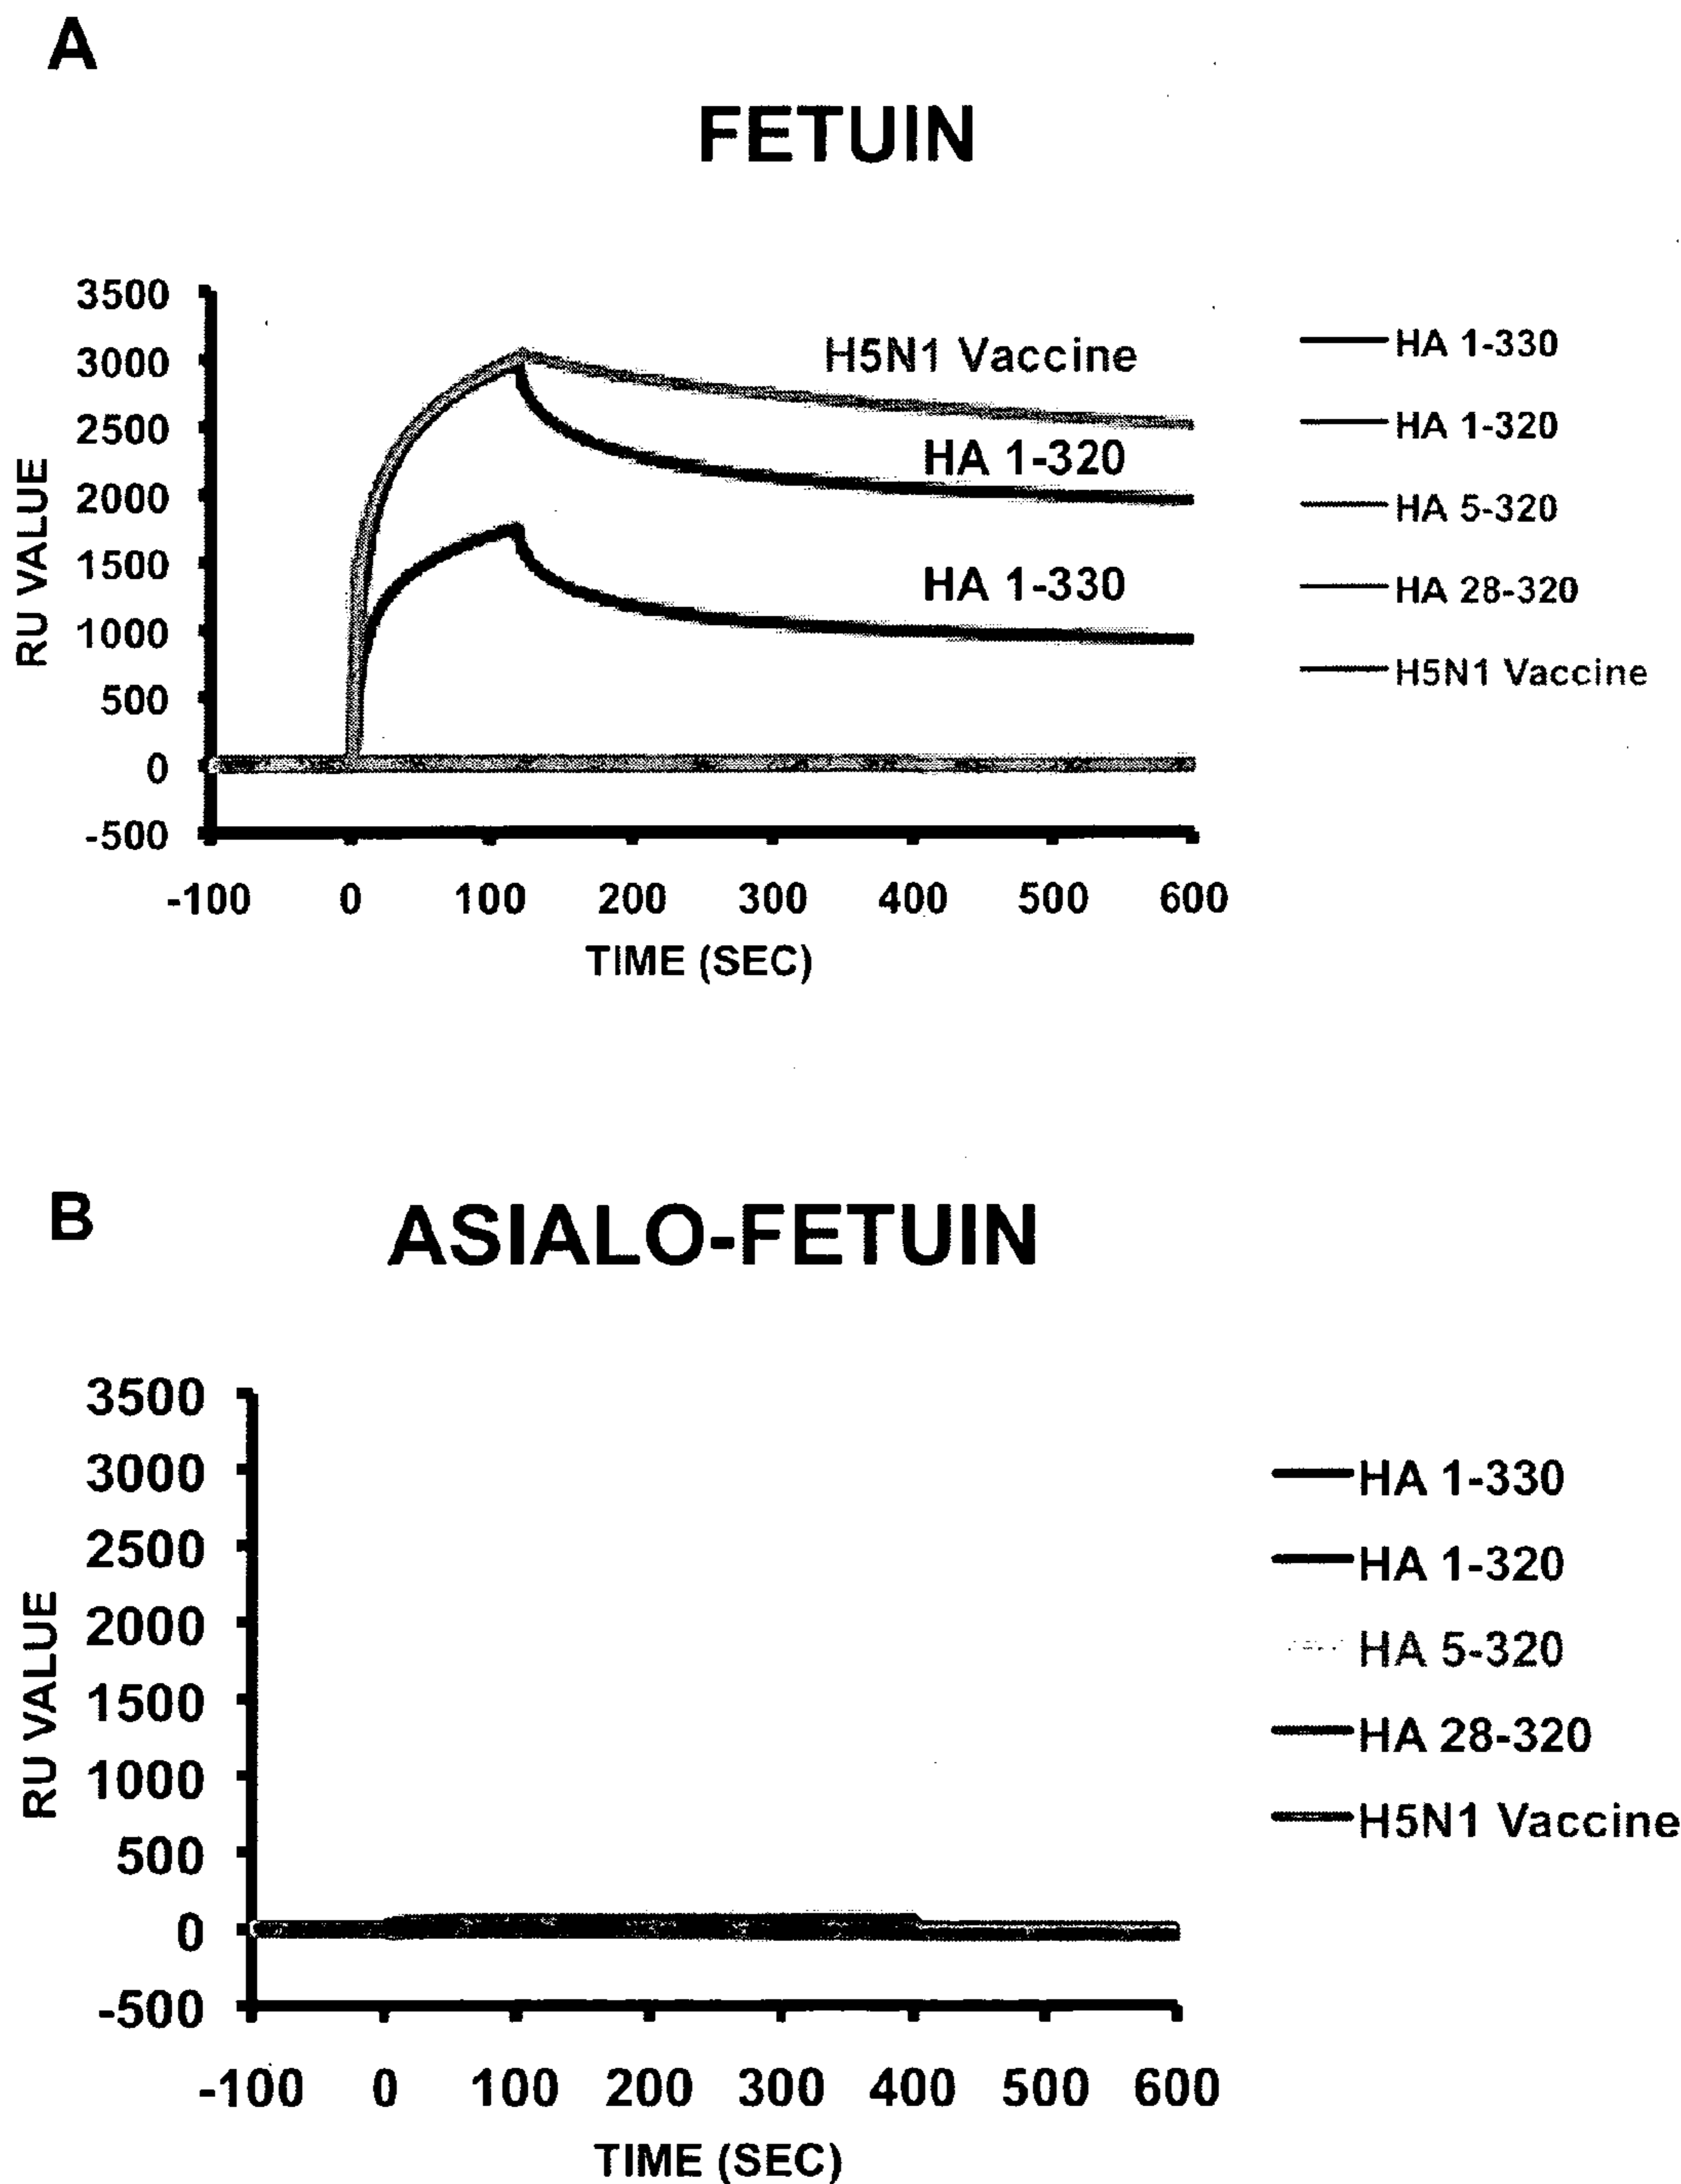 A
FETUIN
3500
3000
2500
2000
1500
1000
500
0
-500
RU VALUE
-100 0 100 200 300 400 500 600
TIME (SEC)
H5N1 Vaccine
HA 1-320
HA 1-330
HA 1-330
HA 1-320
HA 5-320
HA 28-320
H5N1 Vaccine
B
ASIALO-FETUIN
3500
3000
2500
2000
1500
1000
500
0
-500
RU VALUE
-100 0 100 200 300 400 500 600
TIME (SEC)
HA 1-330
HA 1-320
HA 5-320
HA 28-320
H5N1 Vaccine